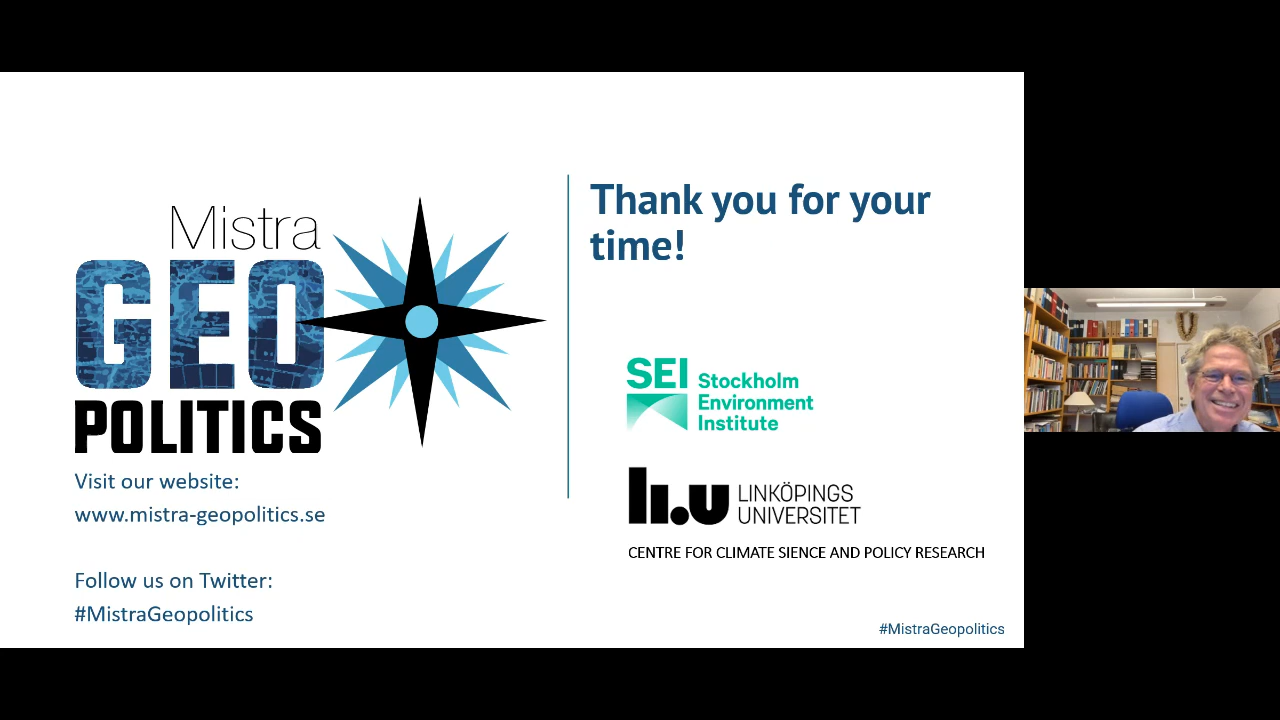 Mistra
GEO
POLITICS
Visit our website:
www.mistra-geopolitics.se
Follow us on Twitter:
#MistraGeopolitics
Thank you for your
time!
SEI Stockholm
Environment
Institute
li.u LINKÖPINGS
UNIVERSITET
CENTRE FOR CLIMATE SIENCE AND POLICY RESEARCH
#MistraGeopolitics